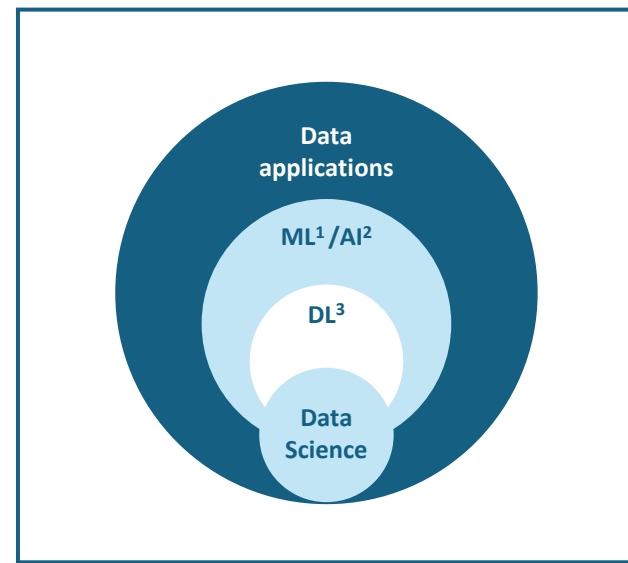 Data
applications
ML¹/AI²
DL³
Data
Science